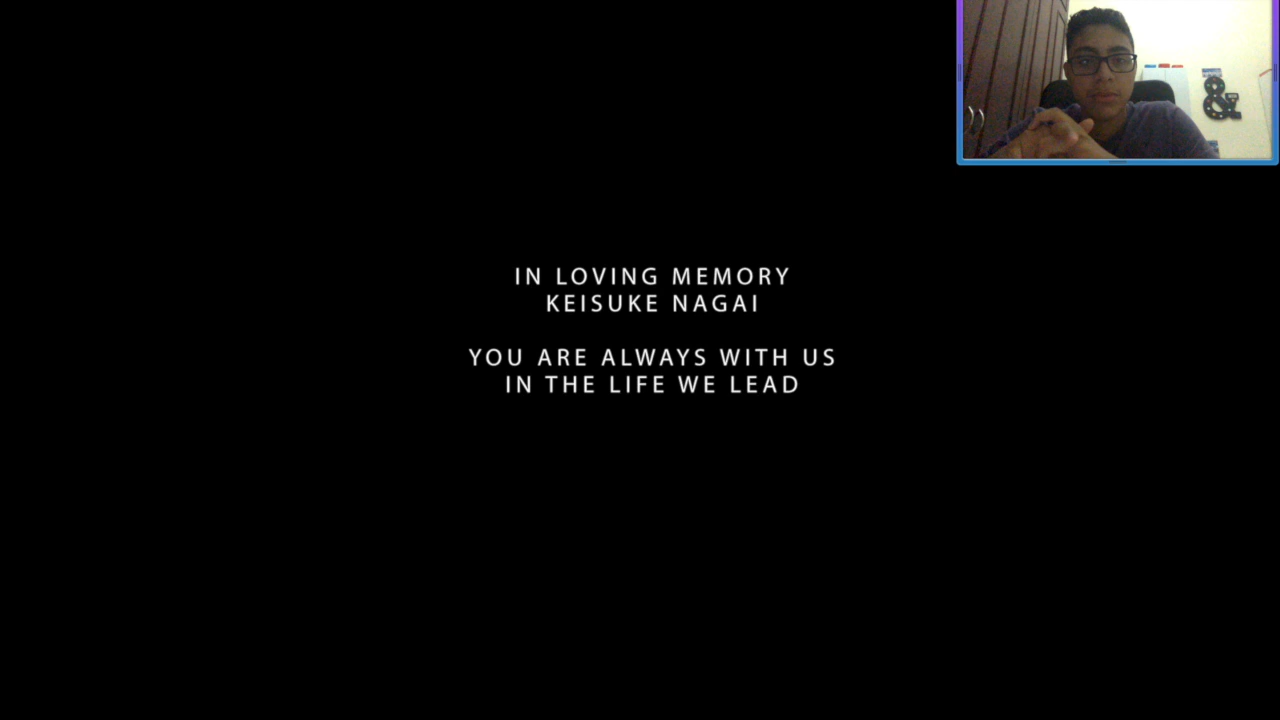 IN LOVING MEMORY
KEISUKE NAGAI
YOU ARE ALWAYS WITH US
IN THE LIFE WE LEAD
&